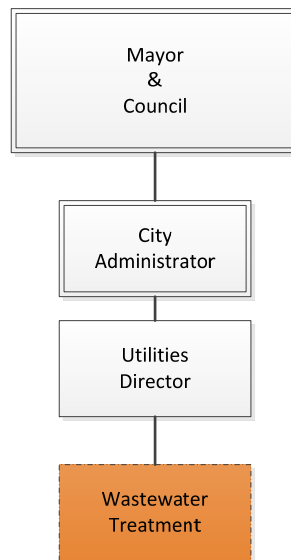 Mayor
&
Council
City
Administrator
Utilities
Director
Wastewater
Treatment